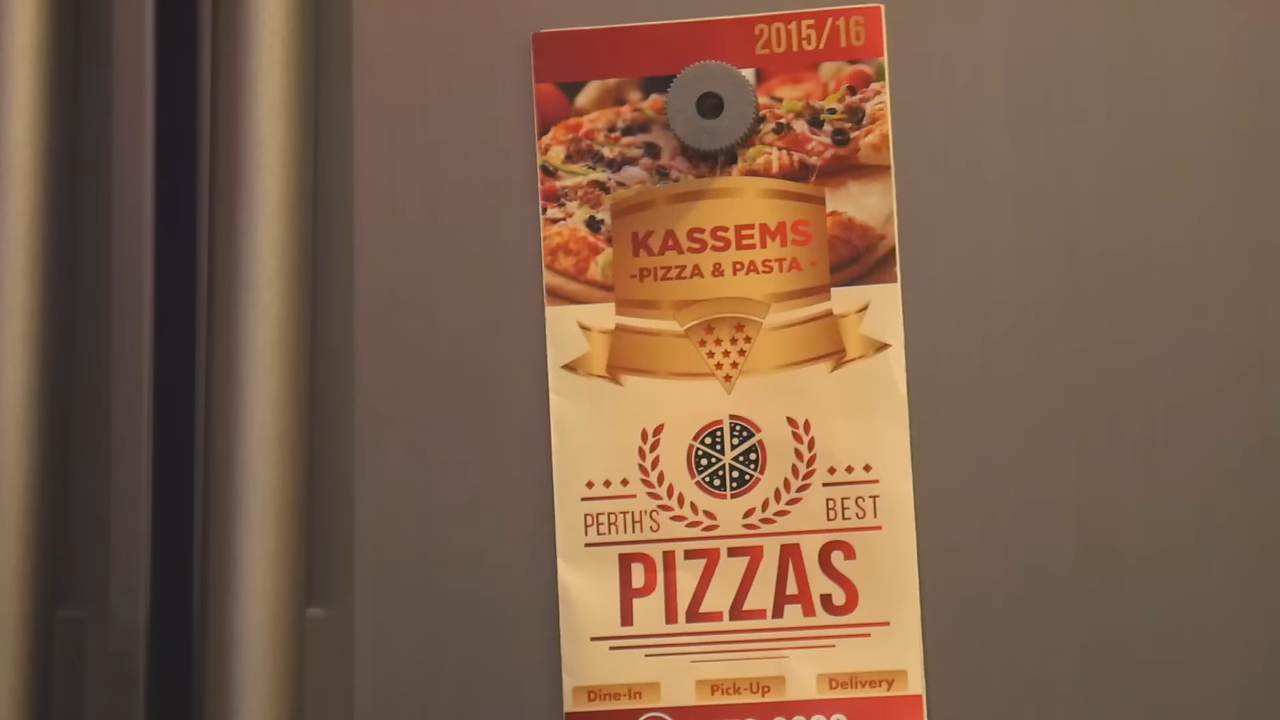 2015/16
KASSEMS
-PIZZA & PASTA -
PERTH'S BEST
PIZZAS
Dine-In Pick-Up Delivery